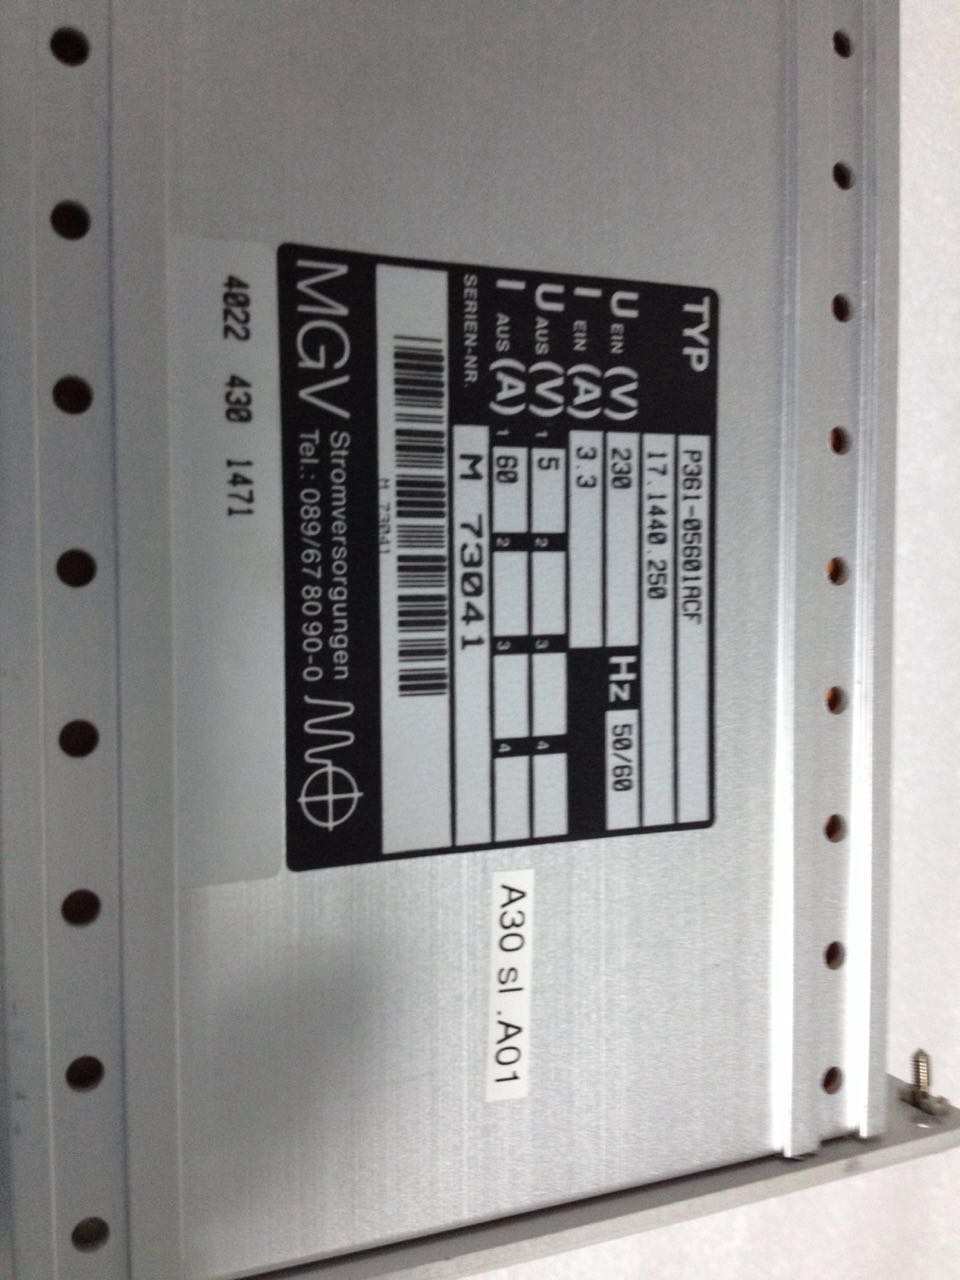 TYP P361-05601ACF
17.1440.250
U EIN (V) 230 Hz 50/60
I EIN (A) 3.3
U AUS (V) 1 5 2 3 4
I AUS (A) 1 60 2 3 4
SERIEN-NR. M 73041
M 73041
MGV Stromversorgungen
Tel.: 089/67 80 90-0
4022 430 1471
A30 sl .A01